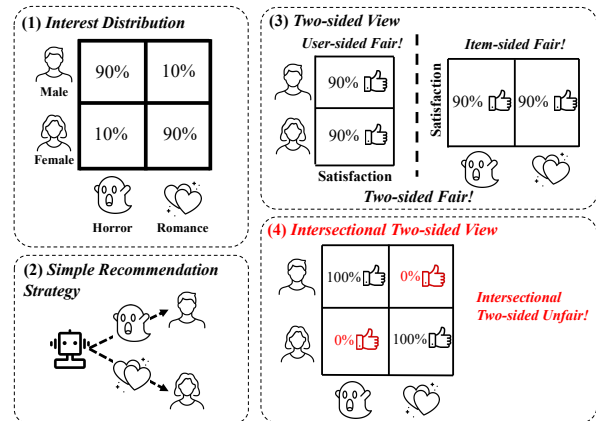 (1) Interest Distribution
90% 10%
Male
10% 90%
Female
Horror Romance
(2) Simple Recommendation
Strategy
(3) Two-sided View
User-sided Fair! Item-sided Fair!
90%
90%
Satisfaction
Satisfaction
90% 90%
Two-sided Fair!
(4) Intersectional Two-sided View
100% 0%
0% 100%
Intersectional
Two-sided Unfair!